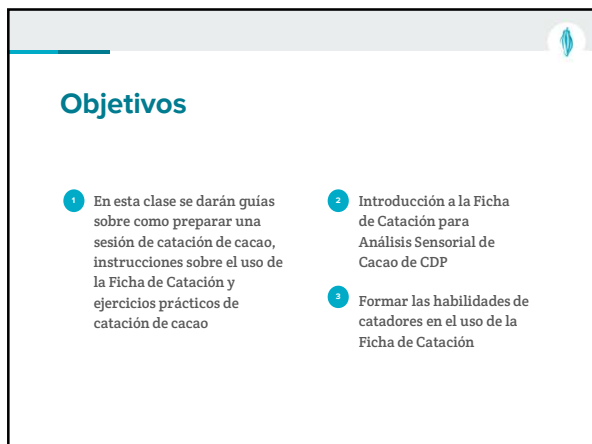 Objetivos
1
En esta clase se darán guías
sobre como preparar una
sesión de catación de cacao,
instrucciones sobre el uso de
la Ficha de Catación y
ejercicios prácticos de
catación de cacao
2
Introducción a la Ficha
de Catación para
Análisis Sensorial de
Cacao de CDP
3
Formar las habilidades de
catadores en el uso de la
Ficha de Catación